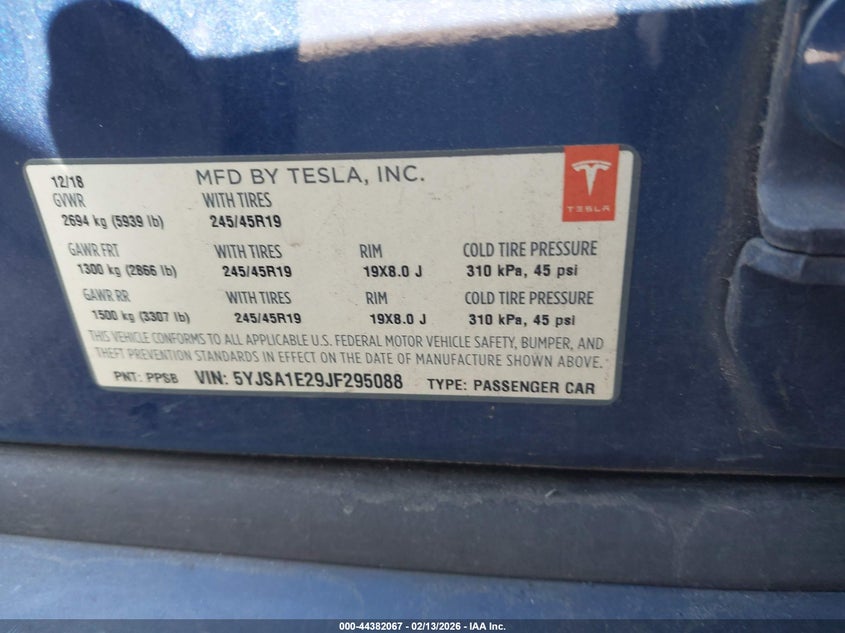 12/18 MFD BY TESLA, INC.
GVWR WITH TIRES
2694 kg (5939 lb) 245/45R19
TESLA
GAWR FRT WITH TIRES RIM COLD TIRE PRESSURE
1300 kg (2866 lb) 245/45R19 19X8.0 J 310 kPa, 45 psi
GAWR RR WITH TIRES RIM COLD TIRE PRESSURE
1500 kg (3307 lb) 245/45R19 19X8.0 J 310 kPa, 45 psi
THIS VEHICLE CONFORMS TO ALL APPLICABLE U.S. FEDERAL MOTOR VEHICLE SAFETY, BUMPER, AND
THEFT PREVENTION STANDARDS IN EFFECT ON THE DATE OF MANUFACTURE SHOWN ABOVE.
PNT: PPSB VIN: 5YJSA1E29JF295088 TYPE: PASSENGER CAR
000-44382067 - 02/13/2026 - IAA Inc.